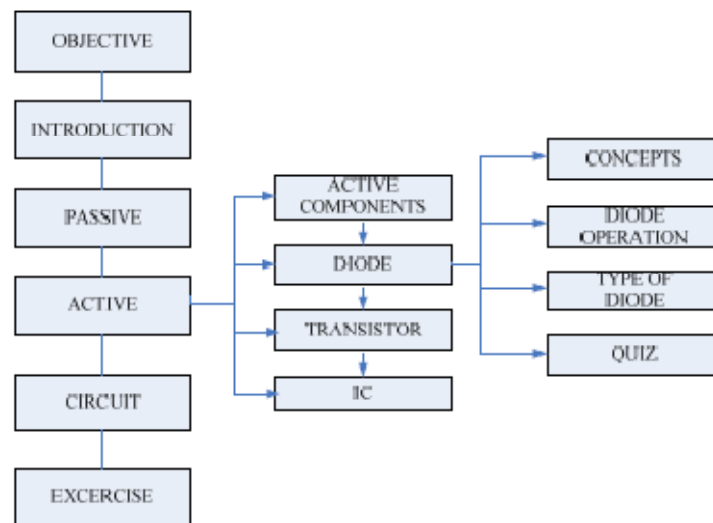 OBJECTIVE
INTRODUCTION
PASSIVE
ACTIVE
CIRCUIT
EXCERCISE
ACTIVE
COMPONENTS
DIODE
TRANSISTOR
IC
CONCEPTS
DIODE
OPERATION
TYPE OF
DIODE
QUIZ